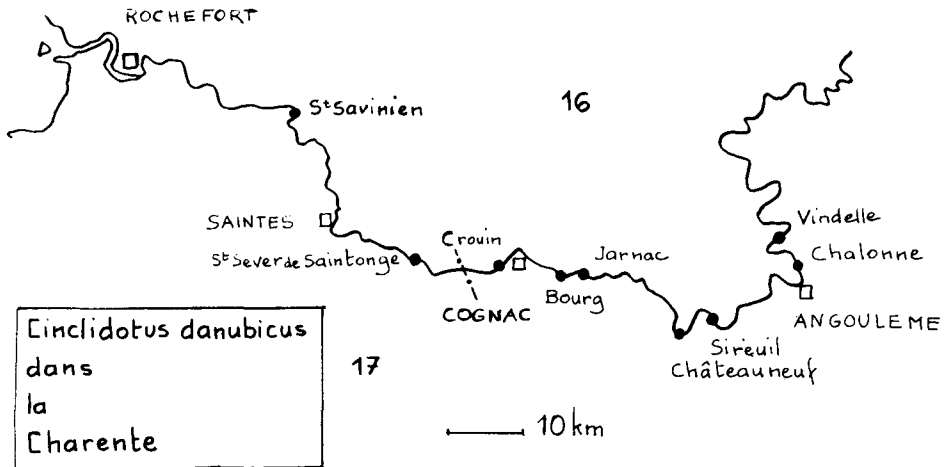 ROCHEFORT
St Savinien
16
SAINTES
Vindelle
Crouin
St Sever de Saintonge
Jarnac
Chalonne
Bourg
COGNAC
ANGOULEME
Sireuil
Châteauneuf
Cinclidotus danubicus
dans
la
Charente
17
10 km